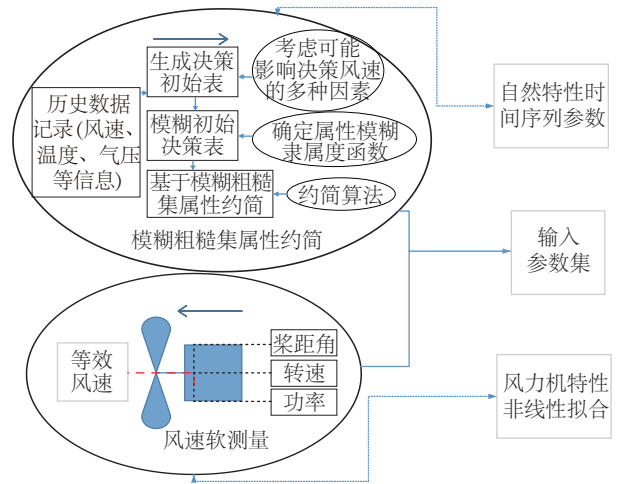 生成决策
初始表
考虑可能
影响决策风速
的多种因素
历史数据
记录(风速、
温度、气压
等信息)
模糊初始
决策表
确定属性模糊
隶属度函数
基于模糊粗糙
集属性约简
约简算法
模糊粗糙集属性约简
自然特性时
间序列参数
输入
参数集
等效
风速
桨距角
转速
功率
风速软测量
风力机特性
非线性拟合